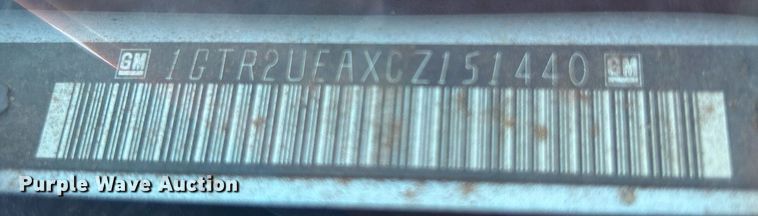 GM 1GTR2UEAXCZ151440 GM
Purple Wave Auction